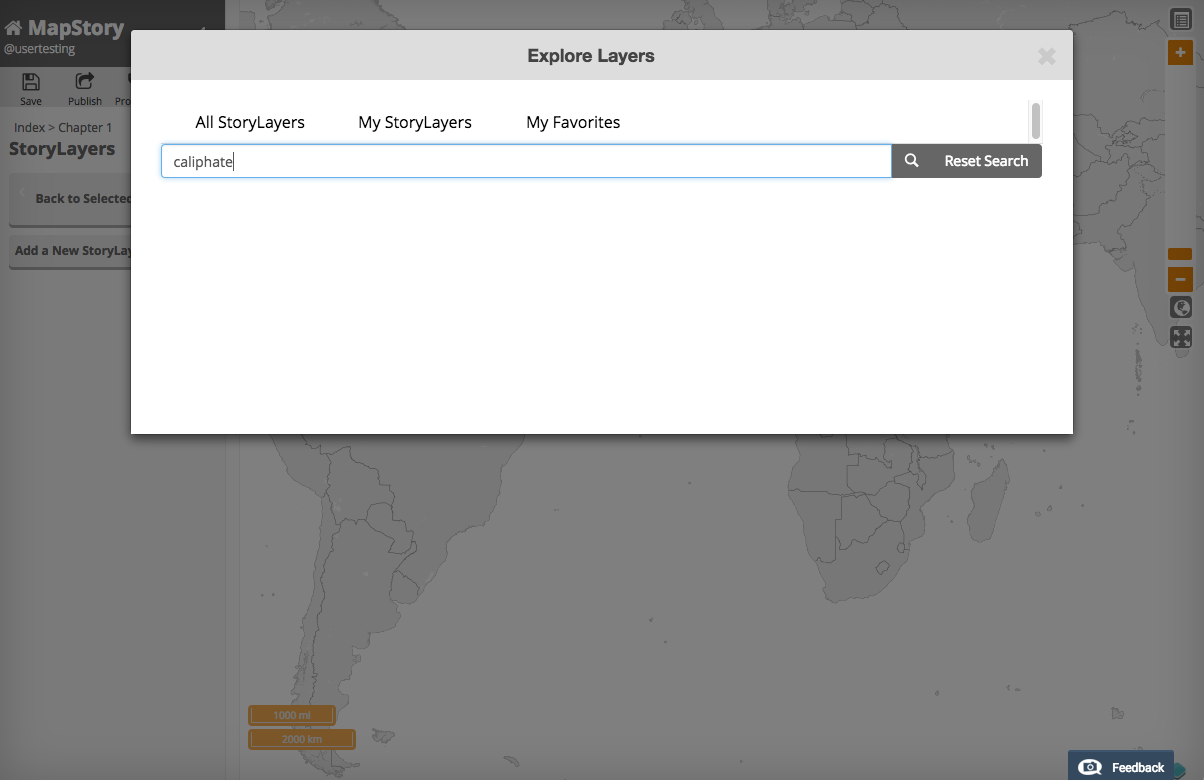 MapStory
@usertesting
Save
Publish
Pro
Index > Chapter 1
StoryLayers
Back to Selected
Add a New StoryLay
Explore Layers
All StoryLayers
My StoryLayers
My Favorites
caliphate
Reset Search
1000 mi
2000 km
Feedback